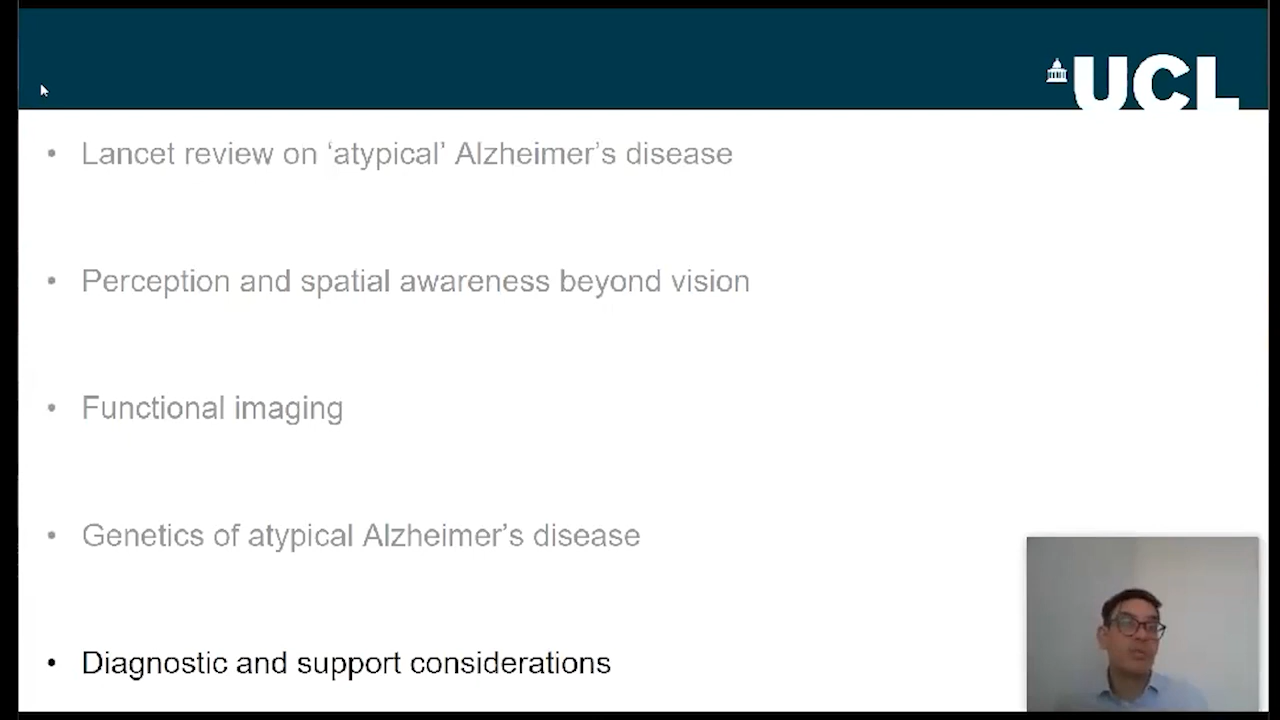 UCL
• Lancet review on ‘atypical’ Alzheimer’s disease
• Perception and spatial awareness beyond vision
• Functional imaging
• Genetics of atypical Alzheimer’s disease
• Diagnostic and support considerations